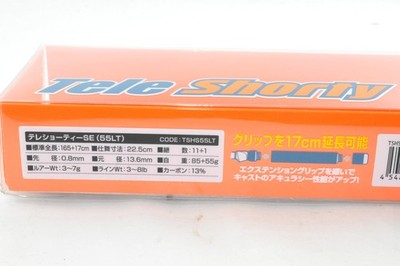 Tele Shorty
テレショーティーSE (55LT)
CODE:TSHS55LT
■標準全長:165+17cm ■仕舞寸法:22.5cm ■継 数:11+1
■先 径:0.8mm ■元 径:13.6mm ■自 重:85+55g
■ルアーWt:3~7g ■ラインWt:3~8lb ■カーボン:13%
グリップを17cm延長可能
エクステンショングリップを継いで
キャストのアキュラシー性能がアップ!